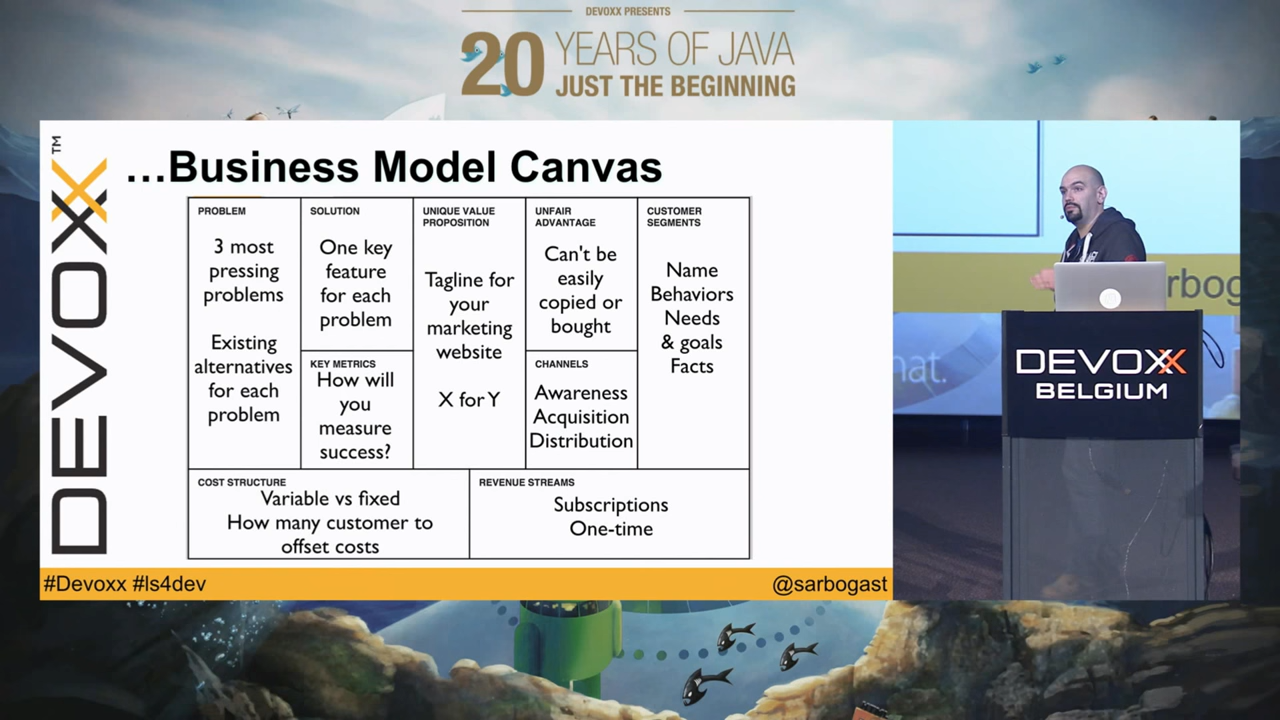 DEVOXX PRESENTS
20 YEARS OF JAVA
JUST THE BEGINNING
DEVOXX™
...Business Model Canvas
PROBLEM
3 most
pressing
problems
Existing
alternatives
for each
problem
SOLUTION
One key
feature
for each
problem
KEY METRICS
How will
you
measure
success?
UNIQUE VALUE
PROPOSITION
Tagline for
your
marketing
website
X for Y
UNFAIR
ADVANTAGE
Can't be
easily
copied or
bought
CHANNELS
Awareness
Acquisition
Distribution
CUSTOMER
SEGMENTS
Name
Behaviors
Needs
& goals
Facts
COST STRUCTURE
Variable vs fixed
How many customer to
offset costs
REVENUE STREAMS
Subscriptions
One-time
#Devoxx #ls4dev
@sarbogast
rbog
nat.
DEVOXX
BELGIUM